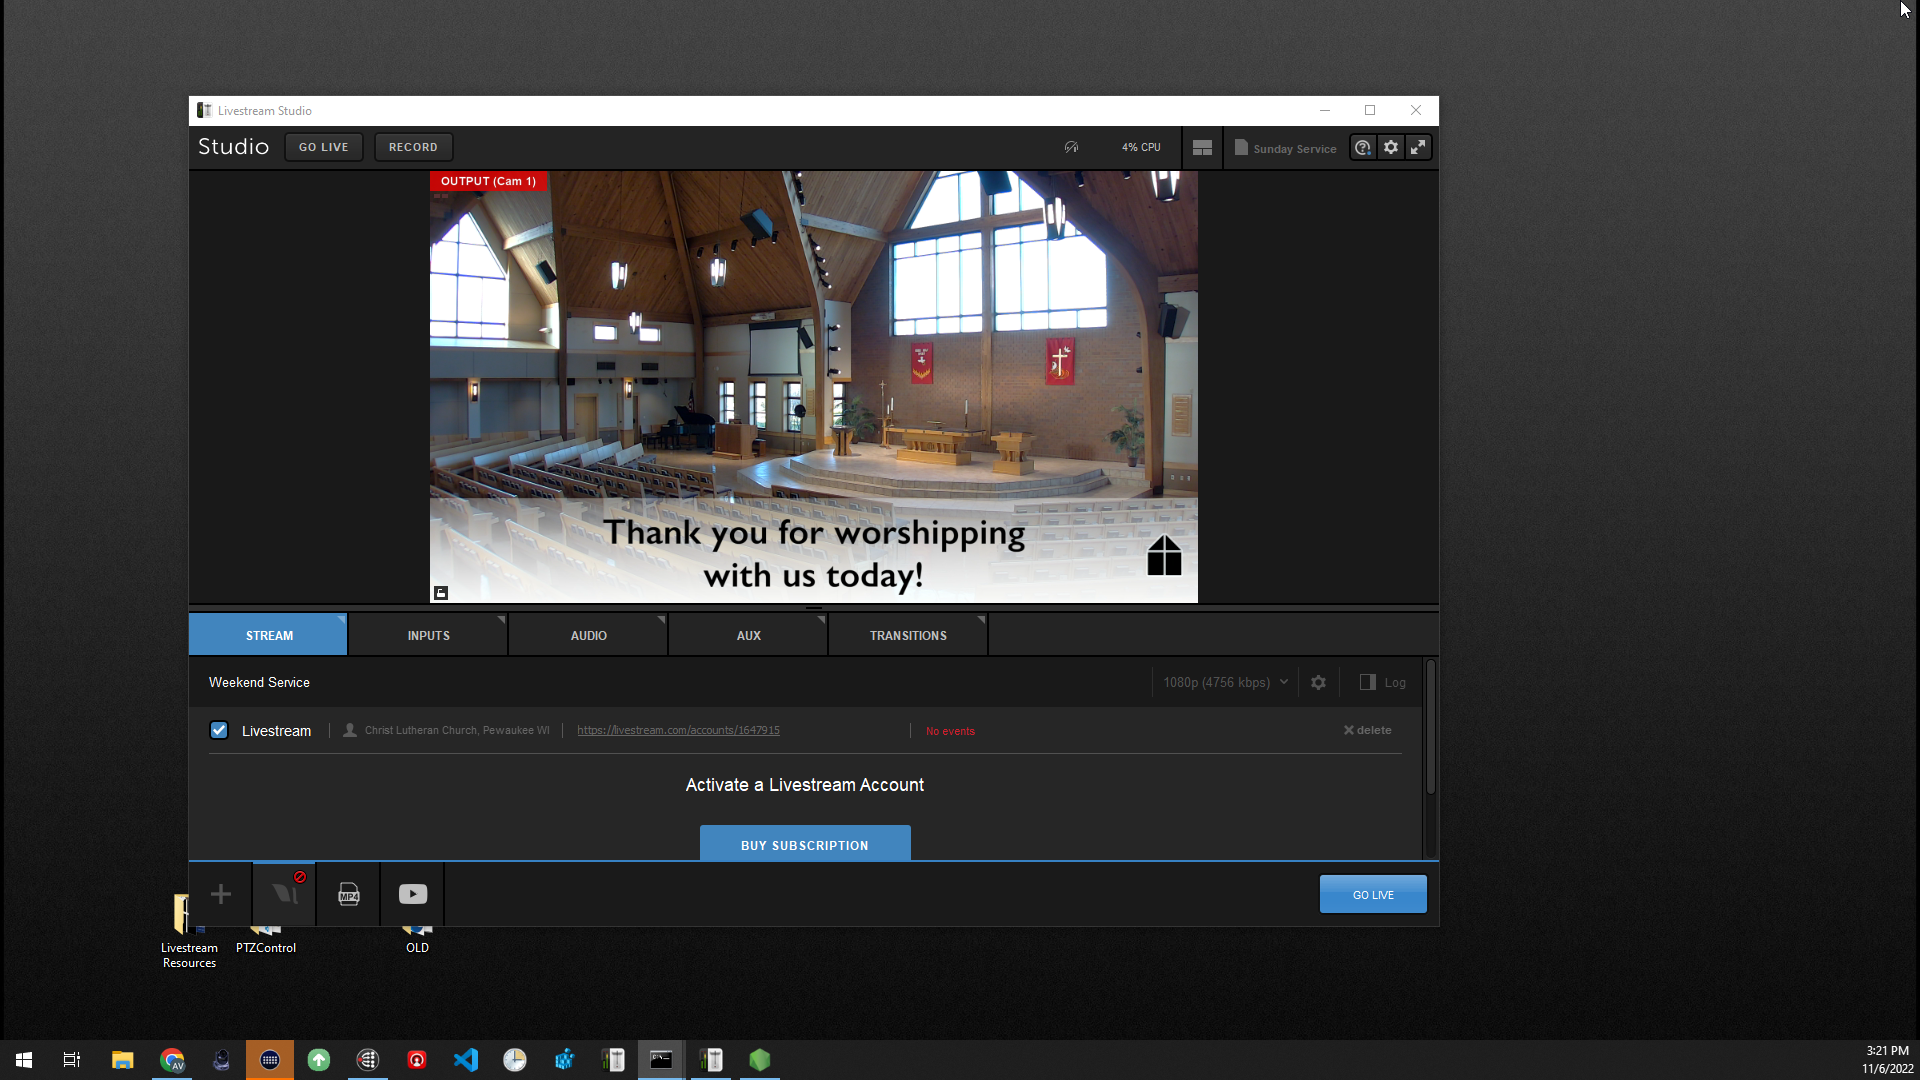 Livestream Studio
Studio
GO LIVE
RECORD
4% CPU
Sunday Service
OUTPUT (Cam 1)
Thank you for worshipping
with us today!
STREAM
INPUTS
AUDIO
AUX
TRANSITIONS
Weekend Service
1080p (4756 kbps)
Log
Livestream
Christ Lutheran Church, Pewaukee WI
https://livestream.com/accounts/1647915
No events
delete
Activate a Livestream Account
BUY SUBSCRIPTION
MP4
GO LIVE
Livestream
Resources
PTZControl
OLD
AV
3:21 PM
11/6/2022